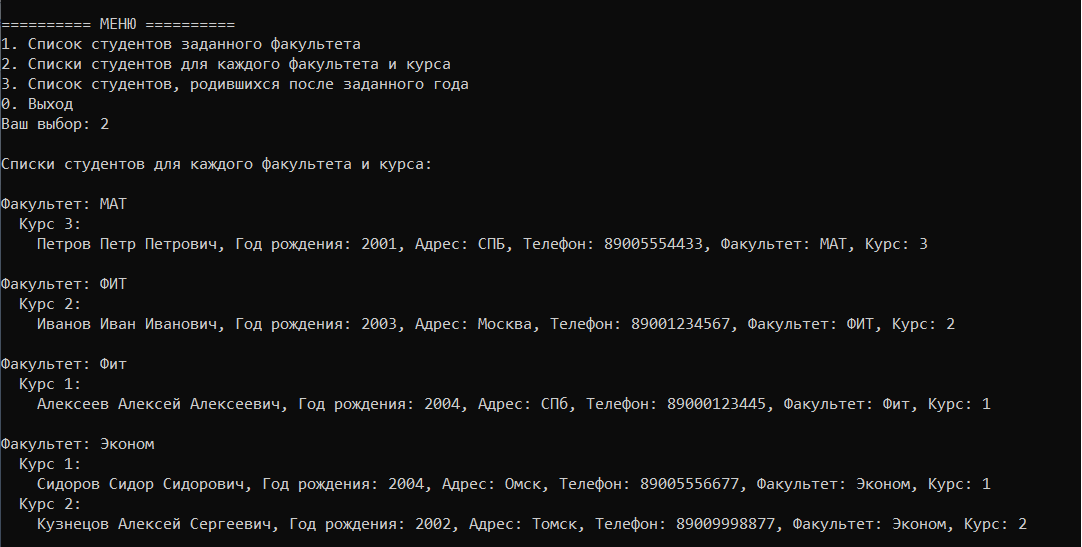 ========== МЕНЮ ==========
1. Список студентов заданного факультета
2. Списки студентов для каждого факультета и курса
3. Список студентов, родившихся после заданного года
0. Выход
Ваш выбор: 2
Списки студентов для каждого факультета и курса:
Факультет: МАТ
Курс 3:
Петров Петр Петрович, Год рождения: 2001, Адрес: СПБ, Телефон: 89005554433, Факультет: МАТ, Курс: 3
Факультет: ФИТ
Курс 2:
Иванов Иван Иванович, Год рождения: 2003, Адрес: Москва, Телефон: 89001234567, Факультет: ФИТ, Курс: 2
Факультет: Фит
Курс 1:
Алексеев Алексей Алексеевич, Год рождения: 2004, Адрес: СПб, Телефон: 89000123445, Факультет: Фит, Курс: 1
Факультет: Эконом
Курс 1:
Сидоров Сидор Сидорович, Год рождения: 2004, Адрес: Омск, Телефон: 89005556677, Факультет: Эконом, Курс: 1
Курс 2:
Кузнецов Алексей Сергеевич, Год рождения: 2002, Адрес: Томск, Телефон: 89009998877, Факультет: Эконом, Курс: 2